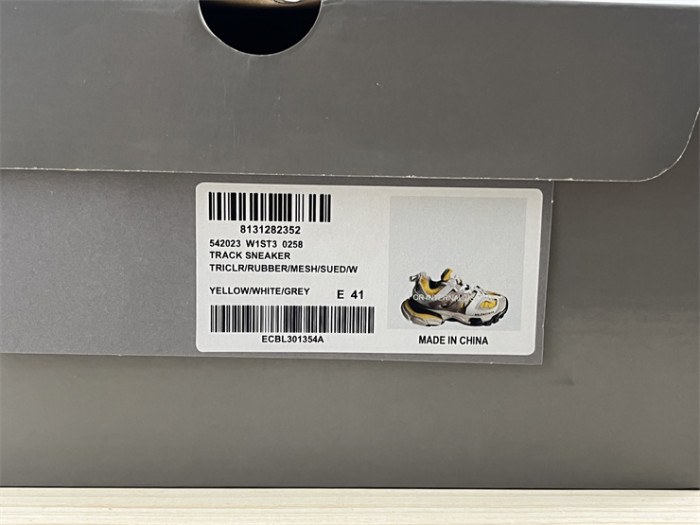 8131282352
542023 W1ST3 0258
TRACK SNEAKER
TRICLR/RUBBER/MESH/SUED/W
YELLOW/WHITE/GREY E 41
ECBL301354A
MADE IN CHINA